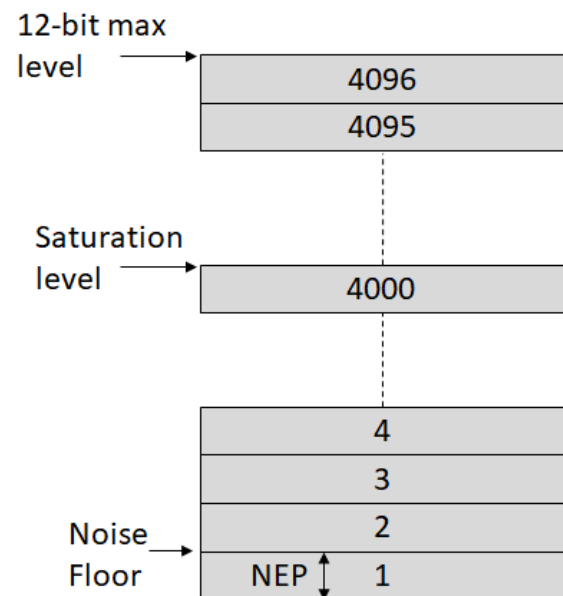 12-bit max
level
4096
4095
Saturation
level
4000
4
3
2
Noise
Floor
NEP 1